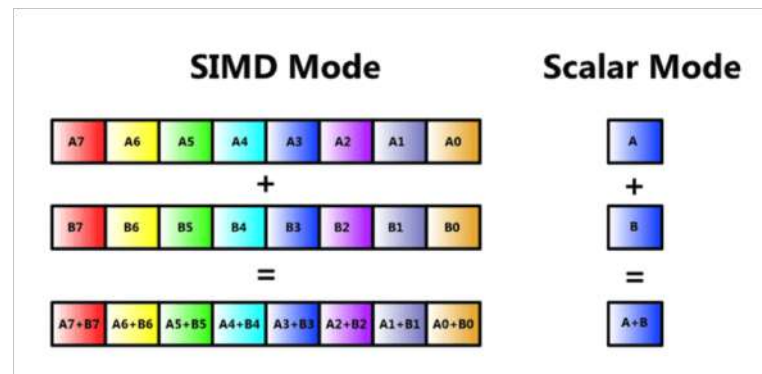 SIMD Mode Scalar Mode
A7 A6 A5 A4 A3 A2 A1 A0 A
+ +
B7 B6 B5 B4 B3 B2 B1 B0 B
= =
A7+B7 A6+B6 A5+B5 A4+B4 A3+B3 A2+B2 A1+B1 A0+B0 A+B